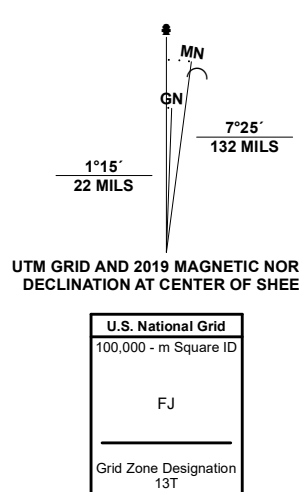 MN
GN
7°25´
132 MILS
1°15´
22 MILS
UTM GRID AND 2019 MAGNETIC NOR
DECLINATION AT CENTER OF SHEE
U.S. National Grid
100,000 - m Square ID
FJ
Grid Zone Designation
13T